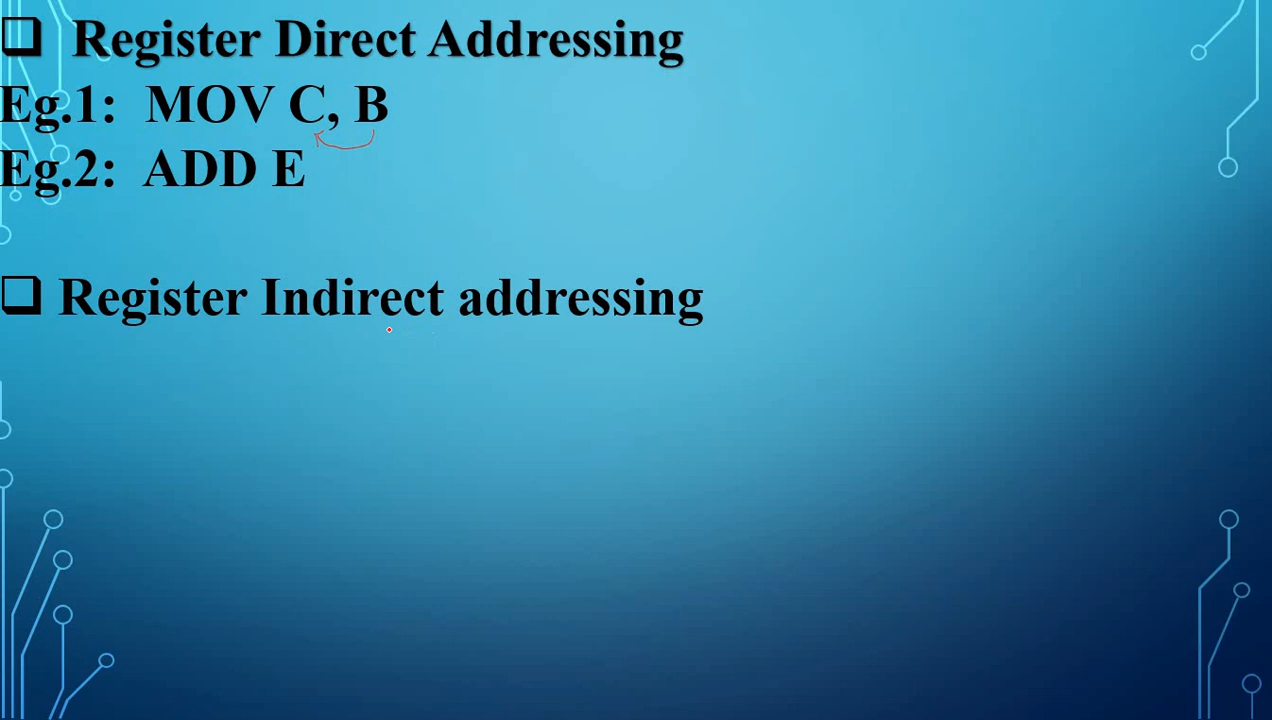 Register Direct Addressing
Eg.1: MOV C, B
Eg.2: ADD E
Register Indirect addressing